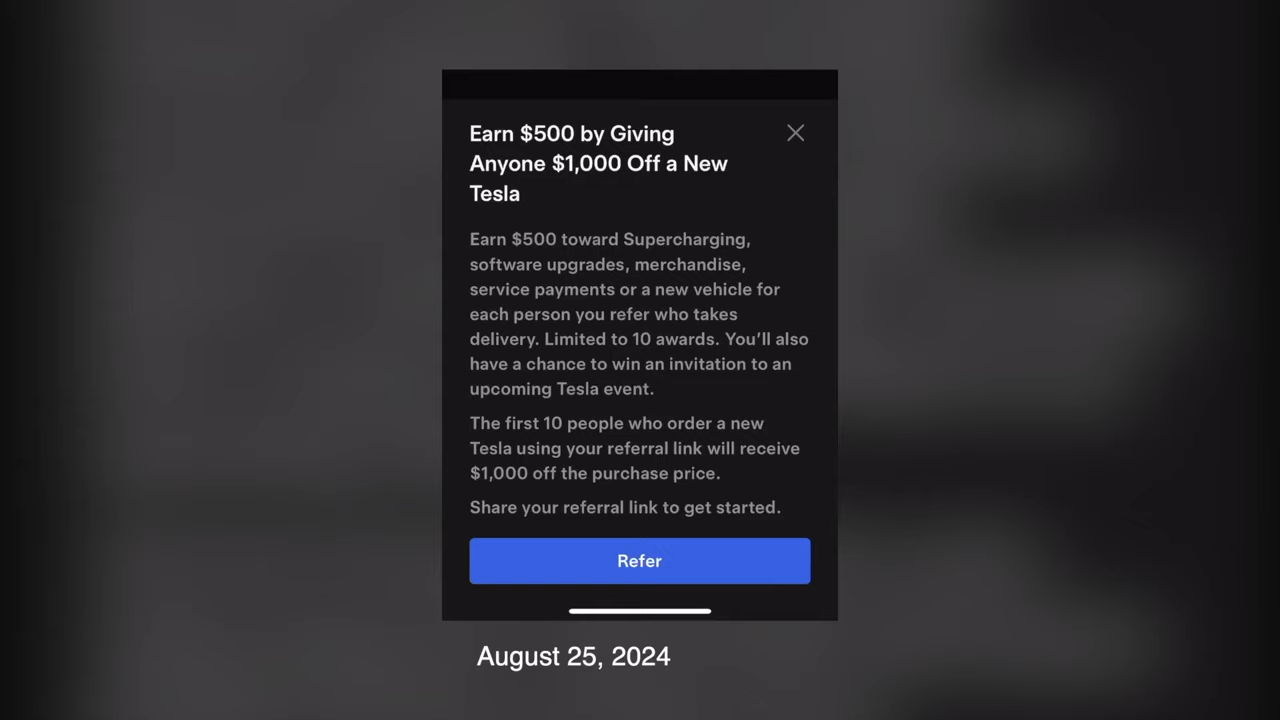 Earn $500 by Giving
Anyone $1,000 Off a New
Tesla
Earn $500 toward Supercharging,
software upgrades, merchandise,
service payments or a new vehicle for
each person you refer who takes
delivery. Limited to 10 awards. You’ll also
have a chance to win an invitation to an
upcoming Tesla event.
The first 10 people who order a new
Tesla using your referral link will receive
$1,000 off the purchase price.
Share your referral link to get started.
Refer
August 25, 2024